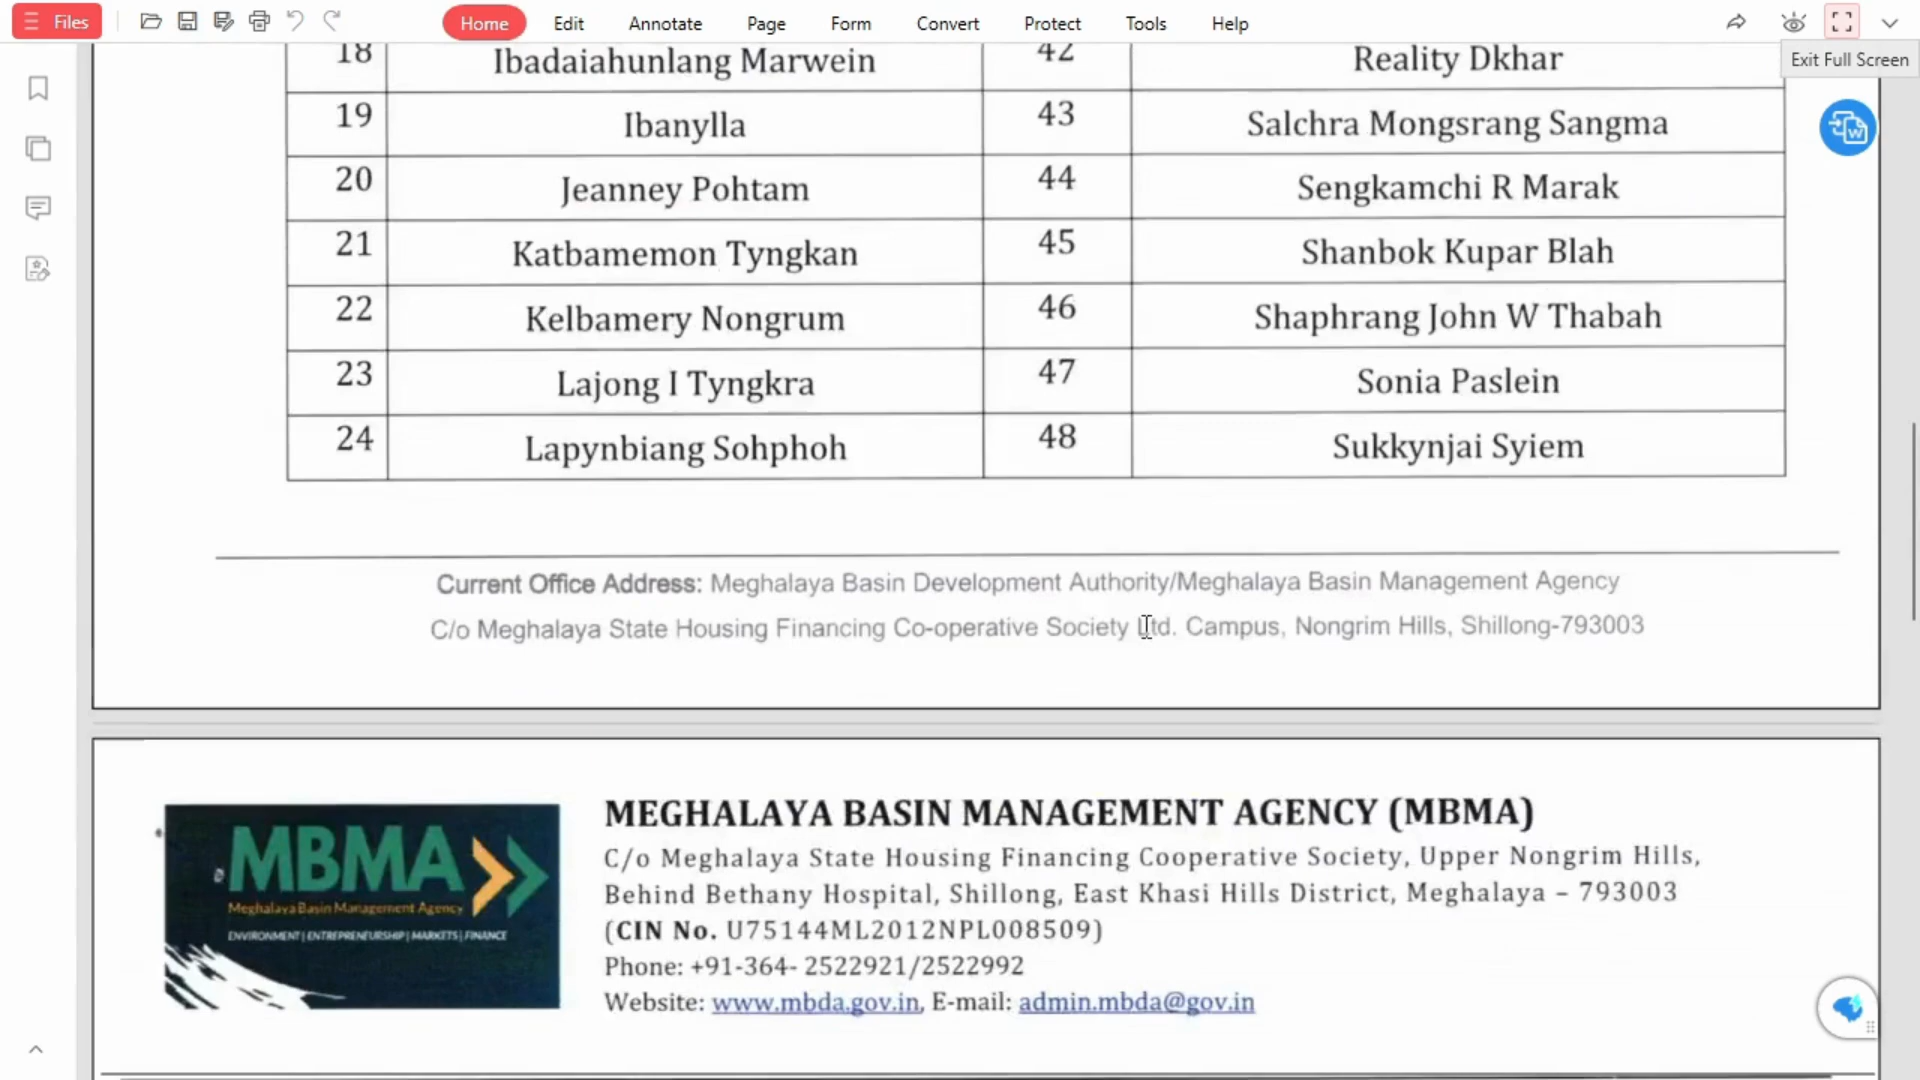 Files
Home
Edit
Annotate
Page
Form
Convert
Protect
Tools
Help
Exit Full Screen
18 Ibadaiahunlang Marwein 42 Reality Dkhar
19 Ibanylla 43 Salchra Mongsrang Sangma
20 Jeanney Pohtam 44 Sengkamchi R Marak
21 Katbamemon Tyngkan 45 Shanbok Kupar Blah
22 Kelbamery Nongrum 46 Shaphrang John W Thabah
23 Lajong I Tyngkra 47 Sonia Paslein
24 Lapynbiang Sohphoh 48 Sukkynjai Syiem
Current Office Address: Meghalaya Basin Development Authority/Meghalaya Basin Management Agency
C/o Meghalaya State Housing Financing Co-operative Society Ltd. Campus, Nongrim Hills, Shillong-793003
MBMA
Meghalaya Basin Management Agency
ENVIRONMENT | ENTREPRENEURSHIP | MARKETS | FINANCE
MEGHALAYA BASIN MANAGEMENT AGENCY (MBMA)
C/o Meghalaya State Housing Financing Cooperative Society, Upper Nongrim Hills,
Behind Bethany Hospital, Shillong, East Khasi Hills District, Meghalaya – 793003
(CIN No. U75144ML2012NPL008509)
Phone: +91-364- 2522921/2522992
Website: www.mbda.gov.in, E-mail: admin.mbda@gov.in